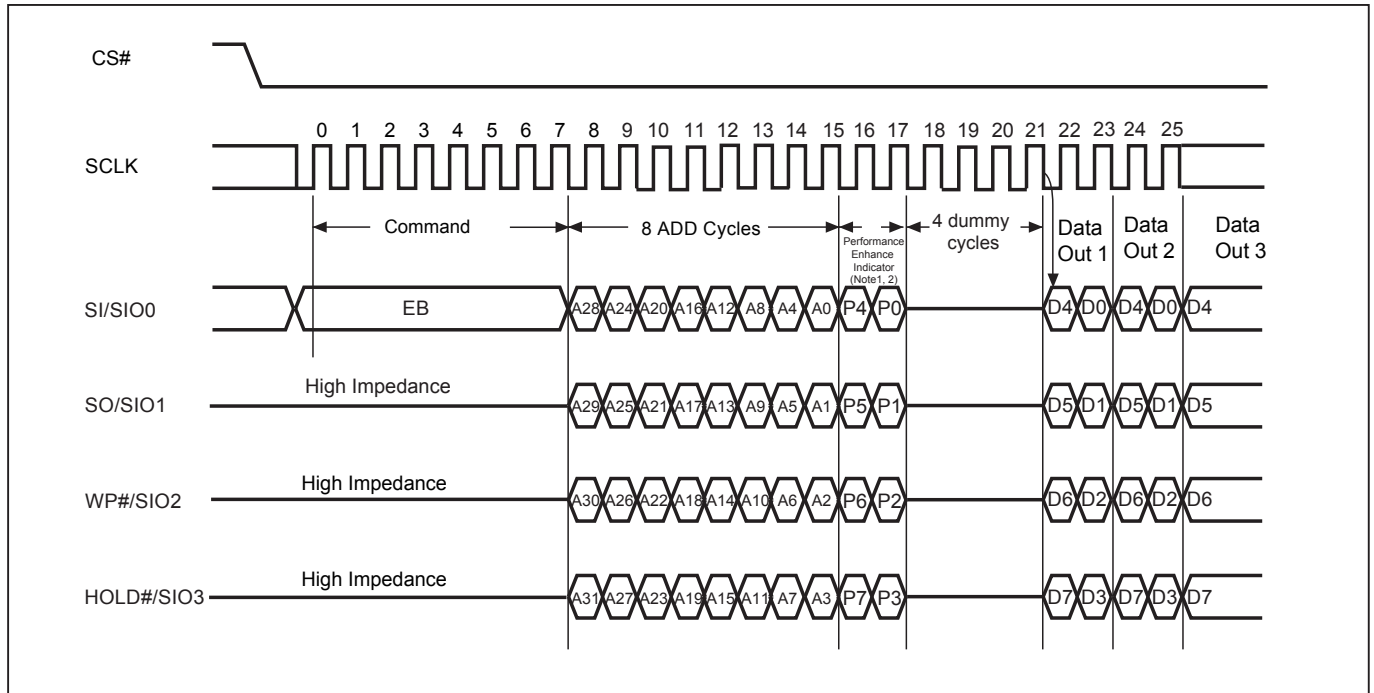 CS#
0 1 2 3 4 5 6 7 8 9 10 11 12 13 14 15 16 17 18 19 20 21 22 23 24 25
SCLK
Command
8 ADD Cycles
Performance
Enhance
Indicator
(Note1, 2)
4 dummy
cycles
Data
Out 1
Data
Out 2
Data
Out 3
SI/SIO0
EB
A28 A24 A20 A16 A12 A8 A4 A0 P4 P0 D4 D0 D4 D0 D4
High Impedance
SO/SIO1
A29 A25 A21 A17 A13 A9 A5 A1 P5 P1 D5 D1 D5 D1 D5
High Impedance
WP#/SIO2
A30 A26 A22 A18 A14 A10 A6 A2 P6 P2 D6 D2 D6 D2 D6
High Impedance
HOLD#/SIO3
A31 A27 A23 A19 A15 A11 A7 A3 P7 P3 D7 D3 D7 D3 D7